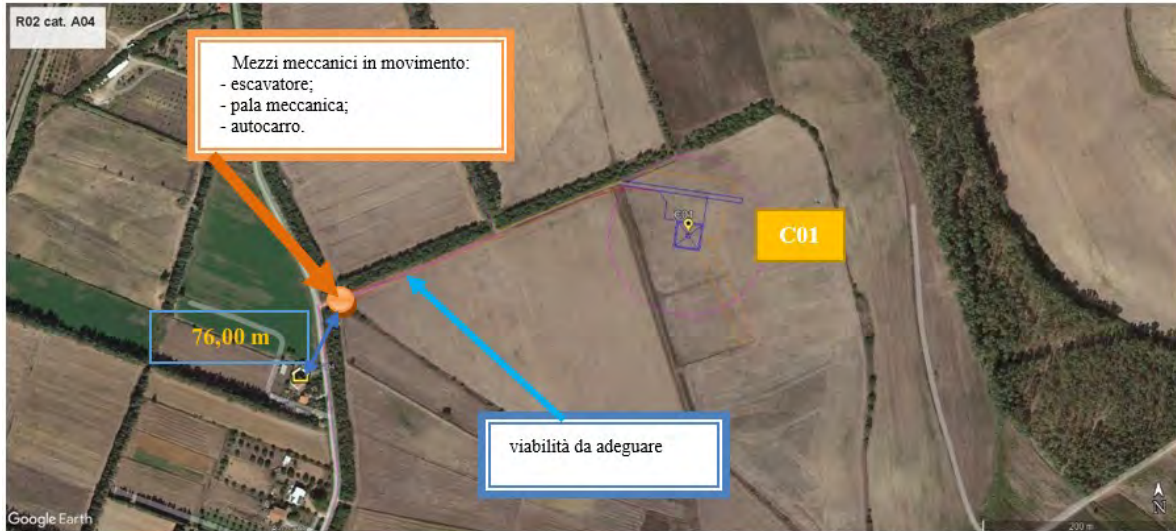 R02 cat. A04
Mezzi meccanici in movimento:
- escavatore;
- pala meccanica;
- autocarro.
C01
C01
76,00 m
viabilità da adeguare
Google Earth
200 m
N